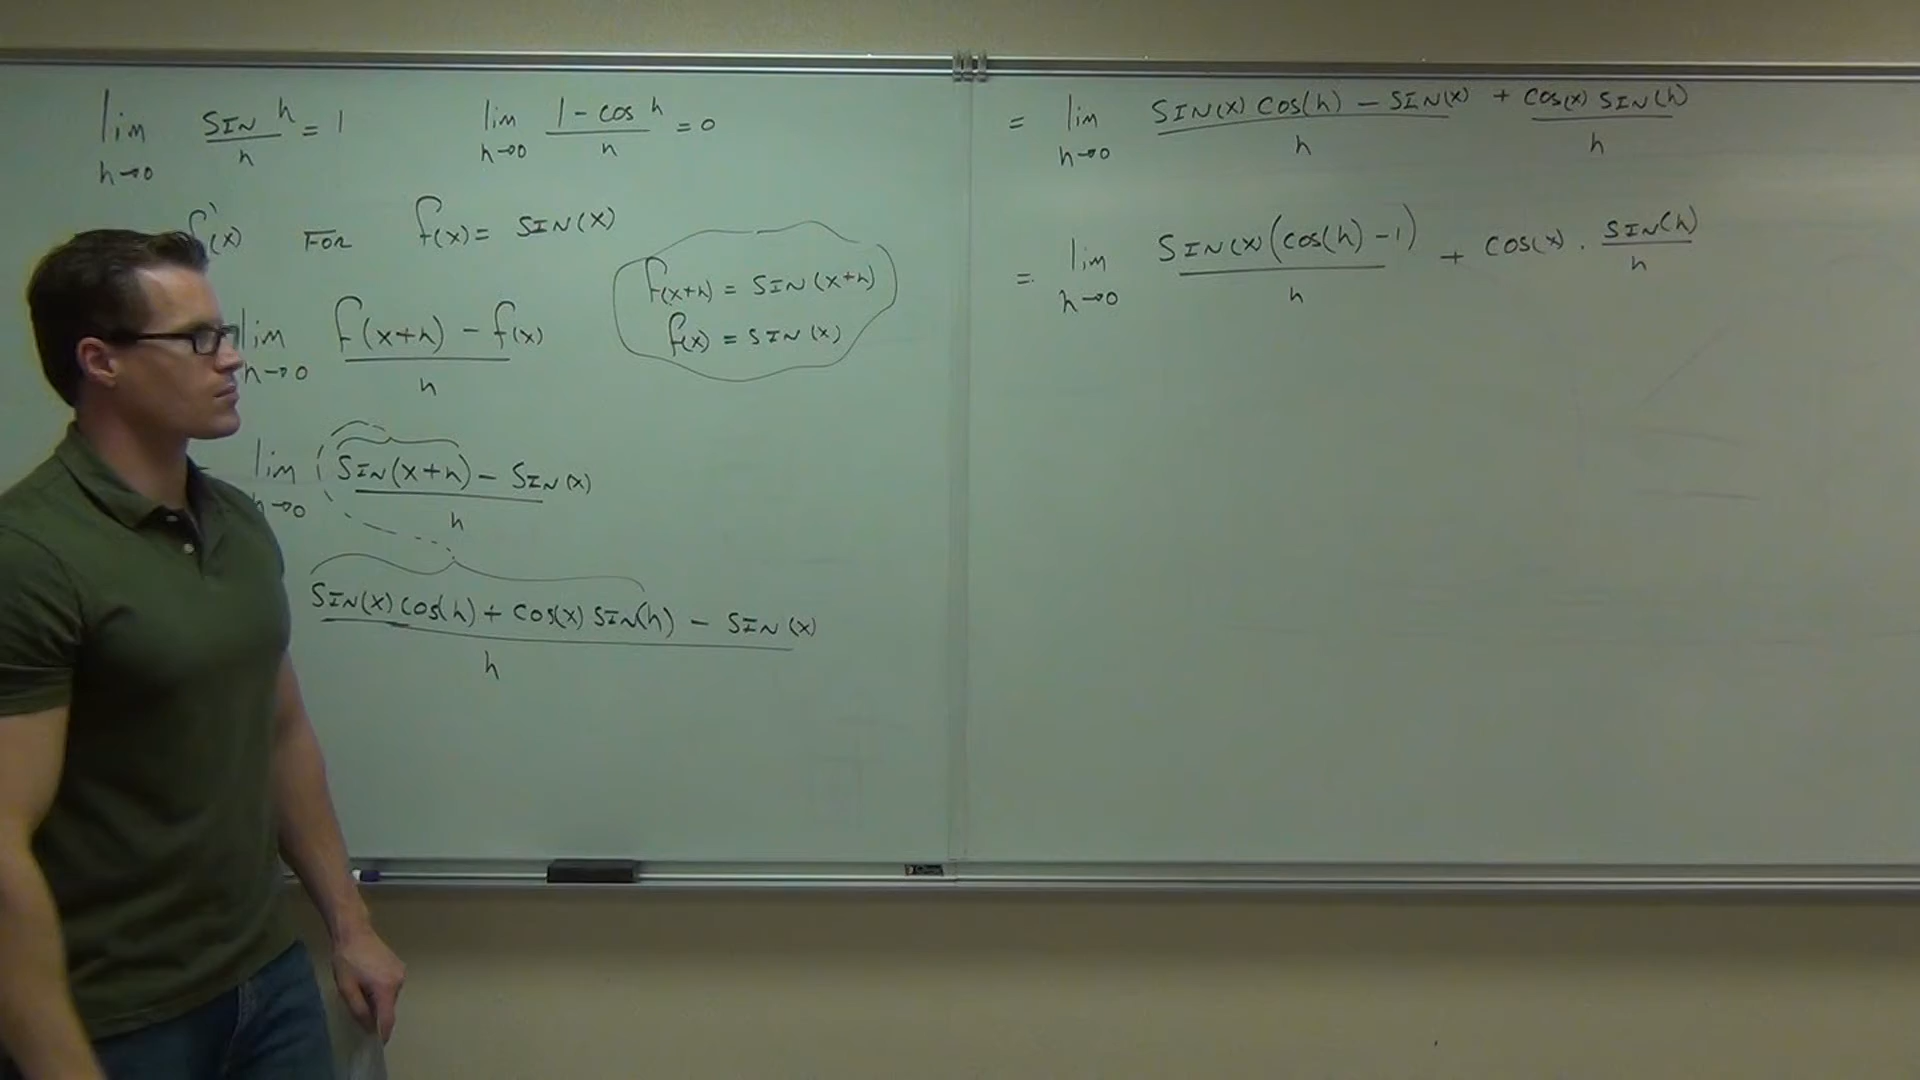 lim h→0 SIN h / h = 1
lim h→0 1 - cos h / h = 0
f'(x) FOR f(x) = SIN(x)
f(x+h) = SIN(x+h)
f(x) = SIN(x)
lim h→0 f(x+h) - f(x) / h
lim h→0 SIN(x+h) - SIN(x) / h
SIN(x) cos(h) + cos(x) SIN(h) - SIN(x) / h
= lim h→0 SIN(x) cos(h) - SIN(x) / h + cos(x) SIN(h) / h
= lim h→0 SIN(x) (cos(h) - 1) / h + cos(x) · SIN(h) / h